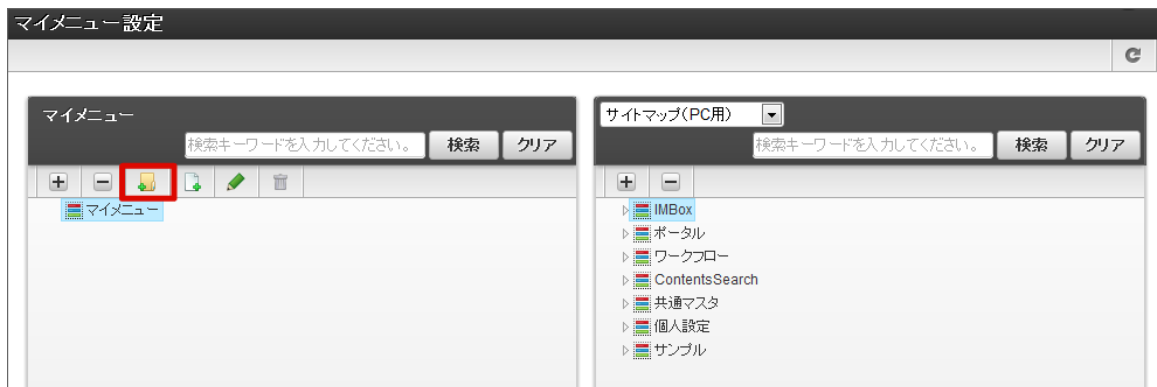 マイメニュー設定
マイメニュー
検索キーワードを入力してください。 検索 クリア
マイメニュー
サイトマップ(PC用)
検索キーワードを入力してください。 検索 クリア
IMBox
ポータル
ワークフロー
ContentsSearch
共通マスタ
個人設定
サンプル